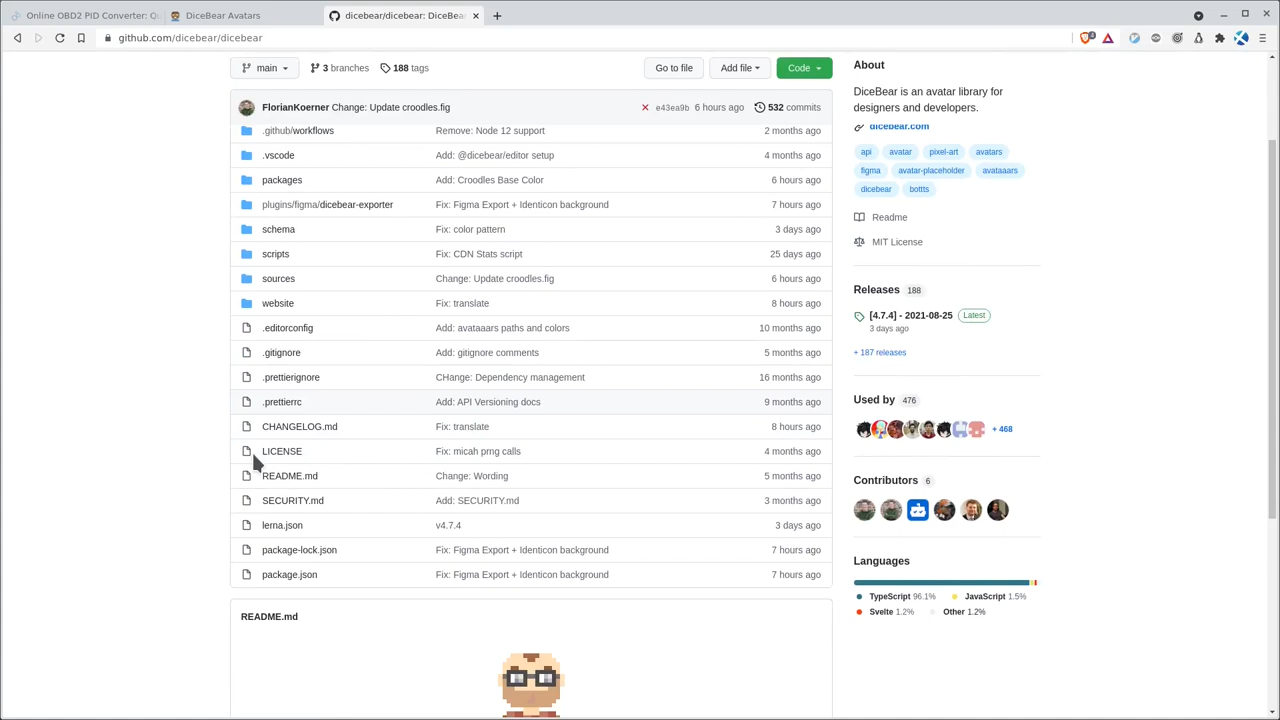 Online OBD2 PID Converter: Qu
DiceBear Avatars
dicebear/dicebear: DiceBear
github.com/dicebear/dicebear
main
3 branches
188 tags
Go to file
Add file
Code
FlorianKoerner Change: Update croodles.fig
e43ea9b 6 hours ago
532 commits
.github/workflows Remove: Node 12 support 2 months ago
.vscode Add: @dicebear/editor setup 4 months ago
packages Add: Croodles Base Color 6 hours ago
plugins/figma/dicebear-exporter Fix: Figma Export + Identicon background 7 hours ago
schema Fix: color pattern 3 days ago
scripts Fix: CDN Stats script 25 days ago
sources Change: Update croodles.fig 6 hours ago
website Fix: translate 8 hours ago
.editorconfig Add: avataaars paths and colors 10 months ago
.gitignore Add: gitignore comments 5 months ago
.prettierignore CHange: Dependency management 16 months ago
.prettierrc Add: API Versioning docs 9 months ago
CHANGELOG.md Fix: translate 8 hours ago
LICENSE Fix: micah prng calls 4 months ago
README.md Change: Wording 5 months ago
SECURITY.md Add: SECURITY.md 3 months ago
lerna.json v4.7.4 3 days ago
package-lock.json Fix: Figma Export + Identicon background 7 hours ago
package.json Fix: Figma Export + Identicon background 7 hours ago
README.md
About
DiceBear is an avatar library for
designers and developers.
dicebear.com
api avatar pixel-art avatars
figma avatar-placeholder avataaars
dicebear bottts
Readme
MIT License
Releases 188
[4.7.4] - 2021-08-25 Latest
3 days ago
+ 187 releases
Used by 476
+ 468
Contributors 6
Languages
TypeScript 96.1% JavaScript 1.5%
Svelte 1.2% Other 1.2%